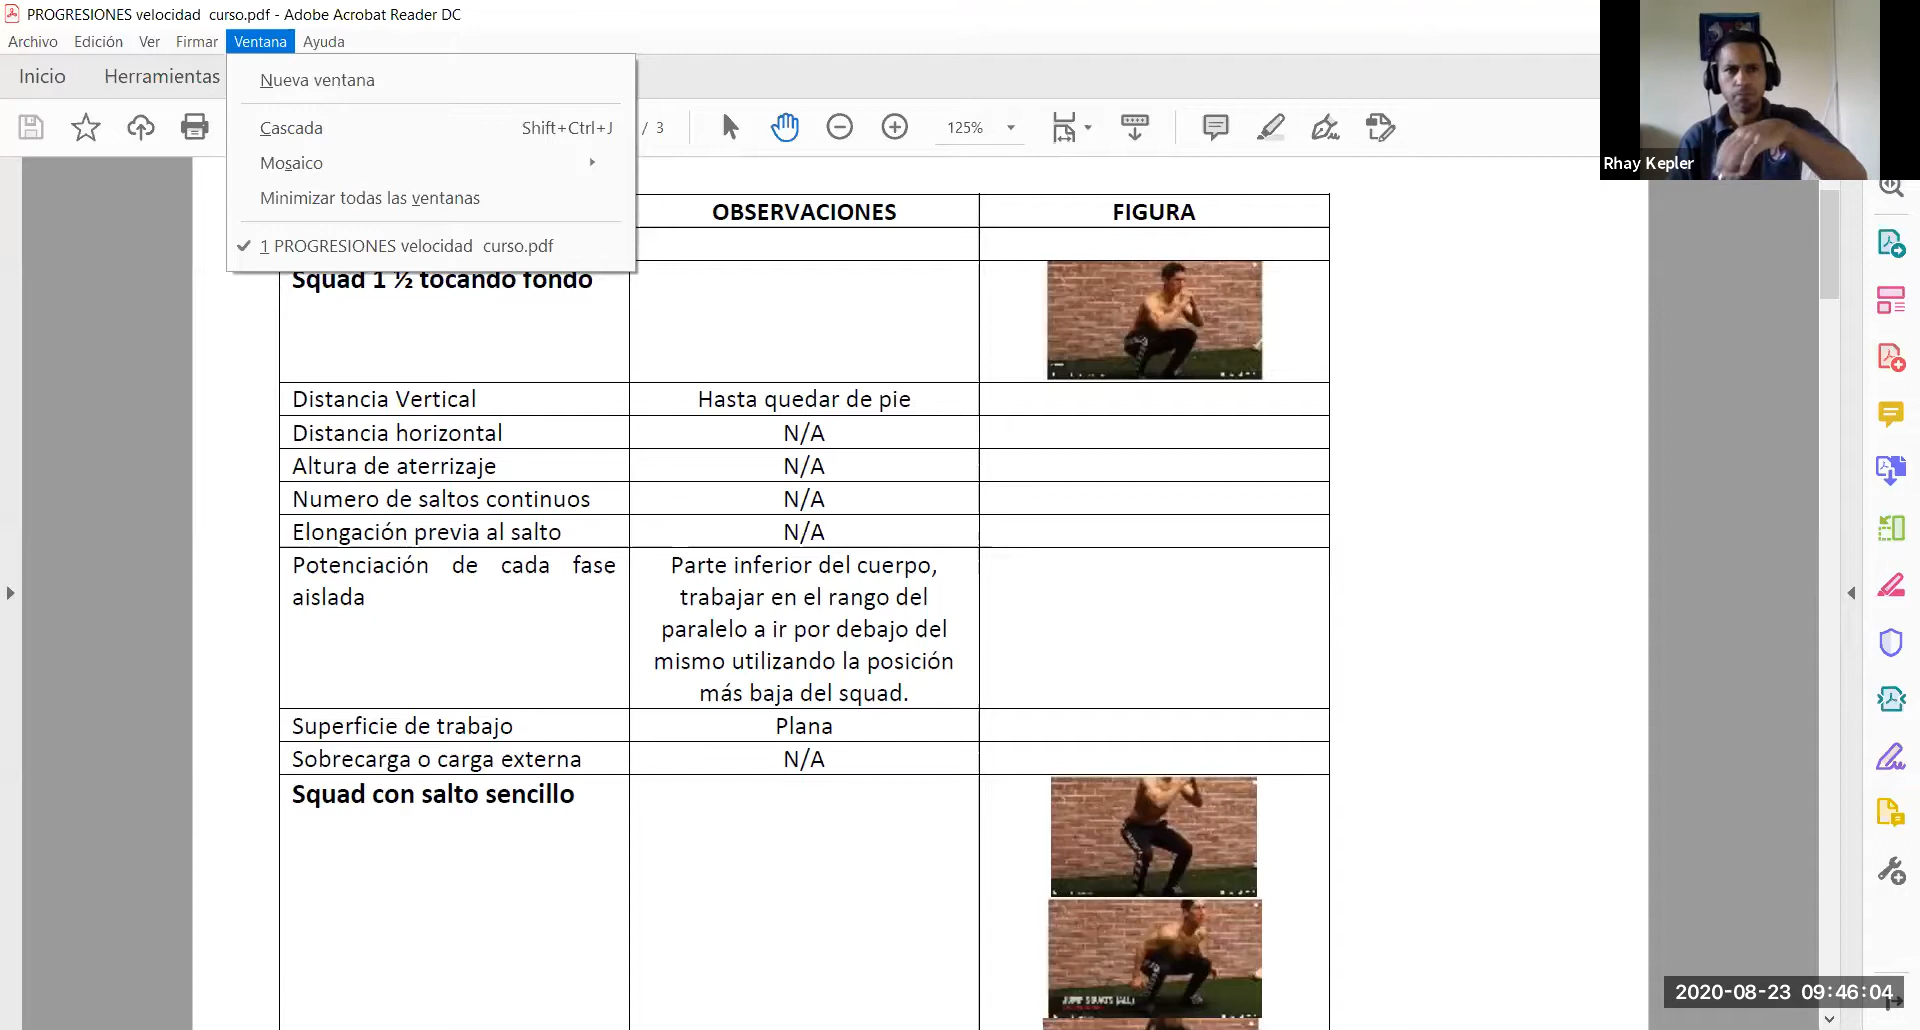 PROGRESIONES velocidad  curso.pdf - Adobe Acrobat Reader DC
Archivo Edición Ver Firmar Ventana Ayuda
Inicio Herramientas
Nueva ventana
Cascada Shift+Ctrl+J
Mosaico
Minimizar todas las ventanas
1 PROGRESIONES velocidad  curso.pdf
/ 3
125%
Rhay Kepler
OBSERVACIONES FIGURA
Squad 1 ½ tocando fondo
Distancia Vertical Hasta quedar de pie
Distancia horizontal N/A
Altura de aterrizaje N/A
Numero de saltos continuos N/A
Elongación previa al salto N/A
Potenciación de cada fase
aislada
Parte inferior del cuerpo,
trabajar en el rango del
paralelo a ir por debajo del
mismo utilizando la posición
más baja del squad.
Superficie de trabajo Plana
Sobrecarga o carga externa N/A
Squad con salto sencillo
JUMP SQUATS (ALL)
2020-08-23 09:46:04